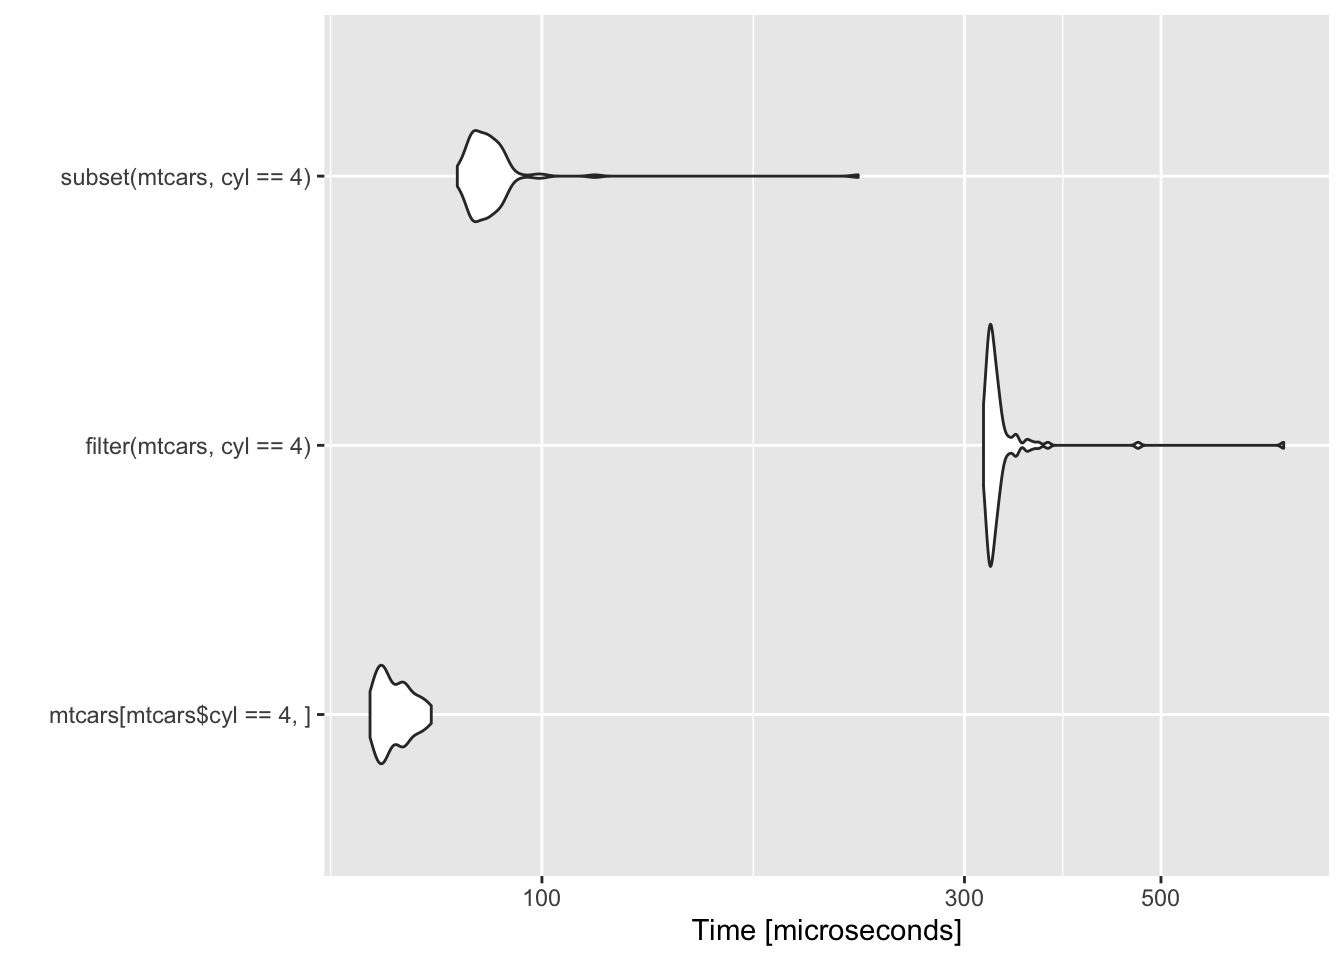 subset(mtcars, cyl == 4)
filter(mtcars, cyl == 4)
mtcars[mtcars$cyl == 4, ]
100 300 500
Time [microseconds]